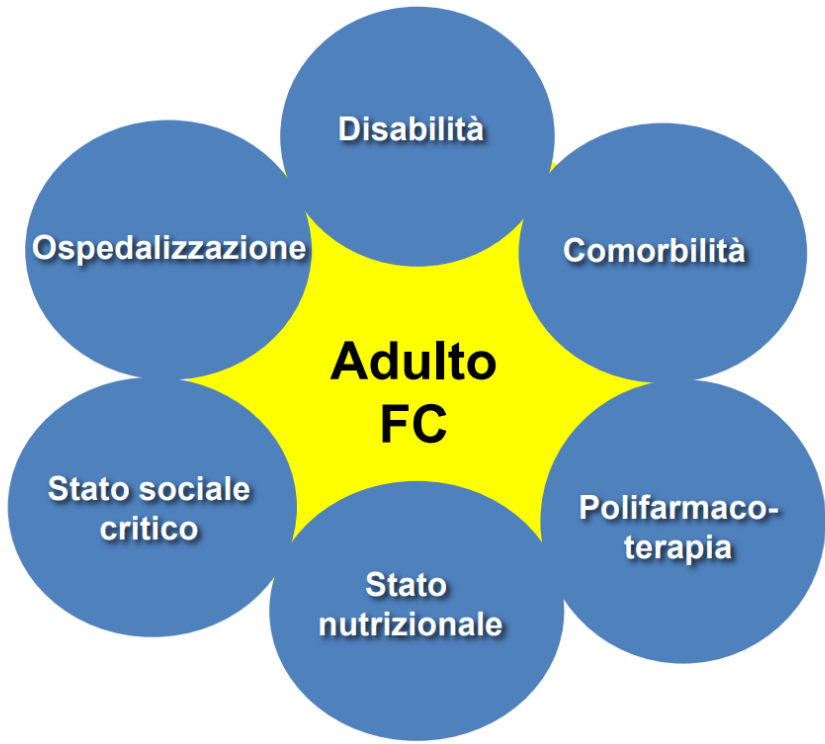 Disabilità
Ospedalizzazione
Comorbilità
Adulto
FC
Stato sociale
critico
Polifarmaco-
terapia
Stato
nutrizionale